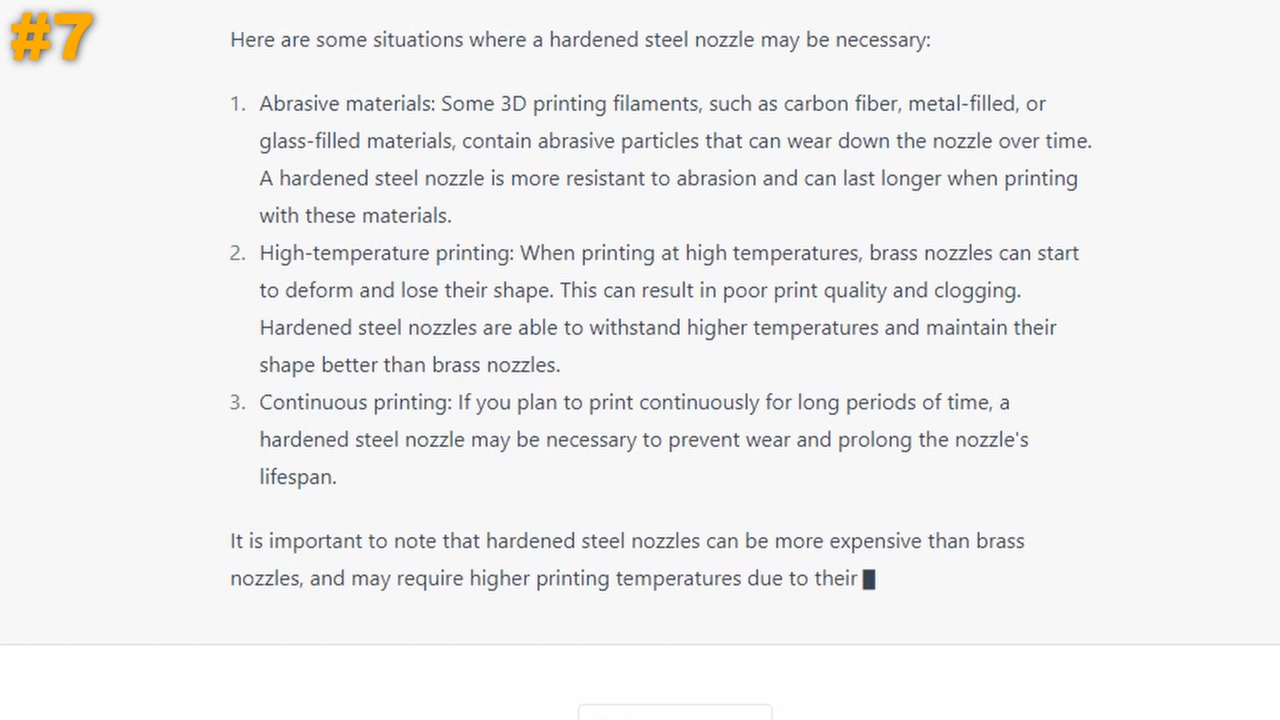 #7
Here are some situations where a hardened steel nozzle may be necessary:
1. Abrasive materials: Some 3D printing filaments, such as carbon fiber, metal-filled, or
glass-filled materials, contain abrasive particles that can wear down the nozzle over time.
A hardened steel nozzle is more resistant to abrasion and can last longer when printing
with these materials.
2. High-temperature printing: When printing at high temperatures, brass nozzles can start
to deform and lose their shape. This can result in poor print quality and clogging.
Hardened steel nozzles are able to withstand higher temperatures and maintain their
shape better than brass nozzles.
3. Continuous printing: If you plan to print continuously for long periods of time, a
hardened steel nozzle may be necessary to prevent wear and prolong the nozzle's
lifespan.
It is important to note that hardened steel nozzles can be more expensive than brass
nozzles, and may require higher printing temperatures due to their